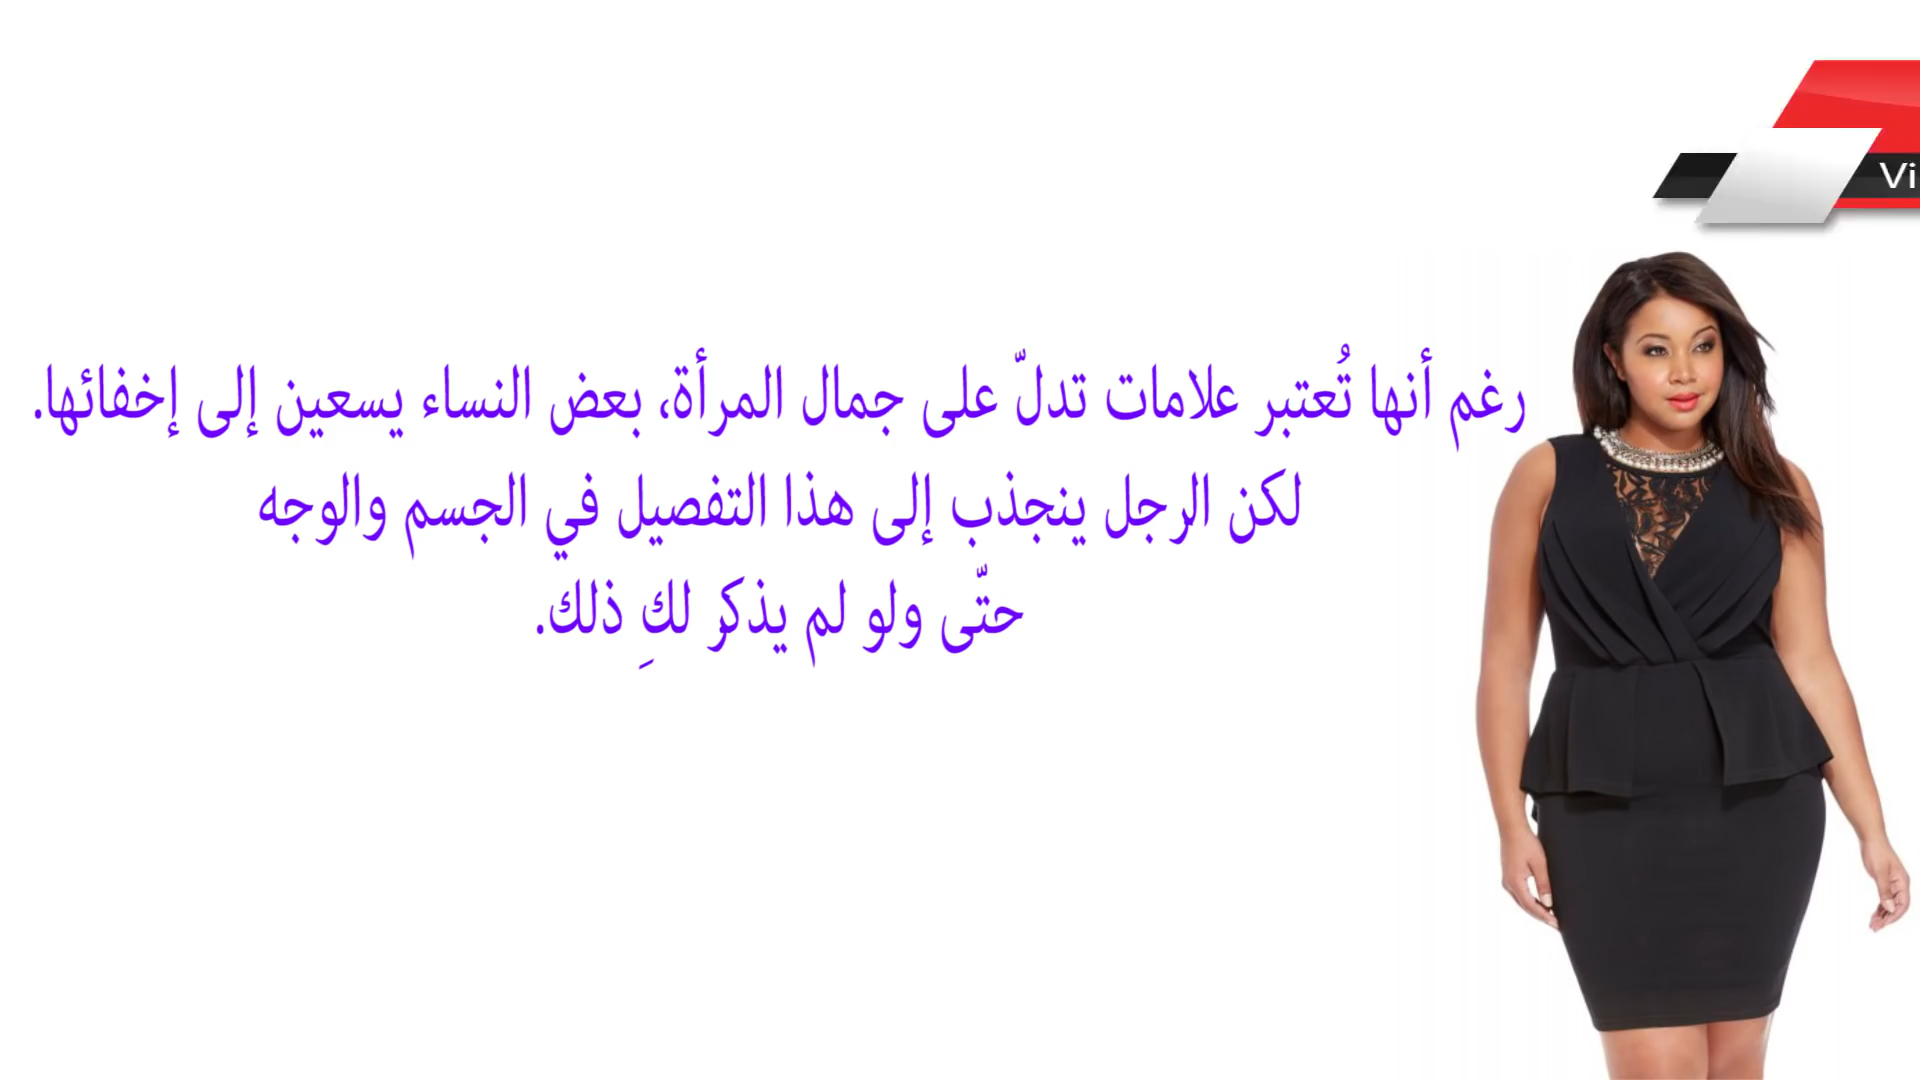 Vi
رغم أنها تُعتبر علامات تدلّ على جمال المرأة، بعض النساء يسعين إلى إخفائها.
لكن الرجل ينجذب إلى هذا التفصيل في الجسم والوجه
حتّى ولو لم يذكر لكِ ذلك.